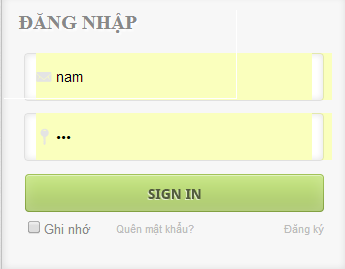 ĐĂNG NHẬP
nam
•••
SIGN IN
Ghi nhớ Quên mật khẩu? Đăng ký